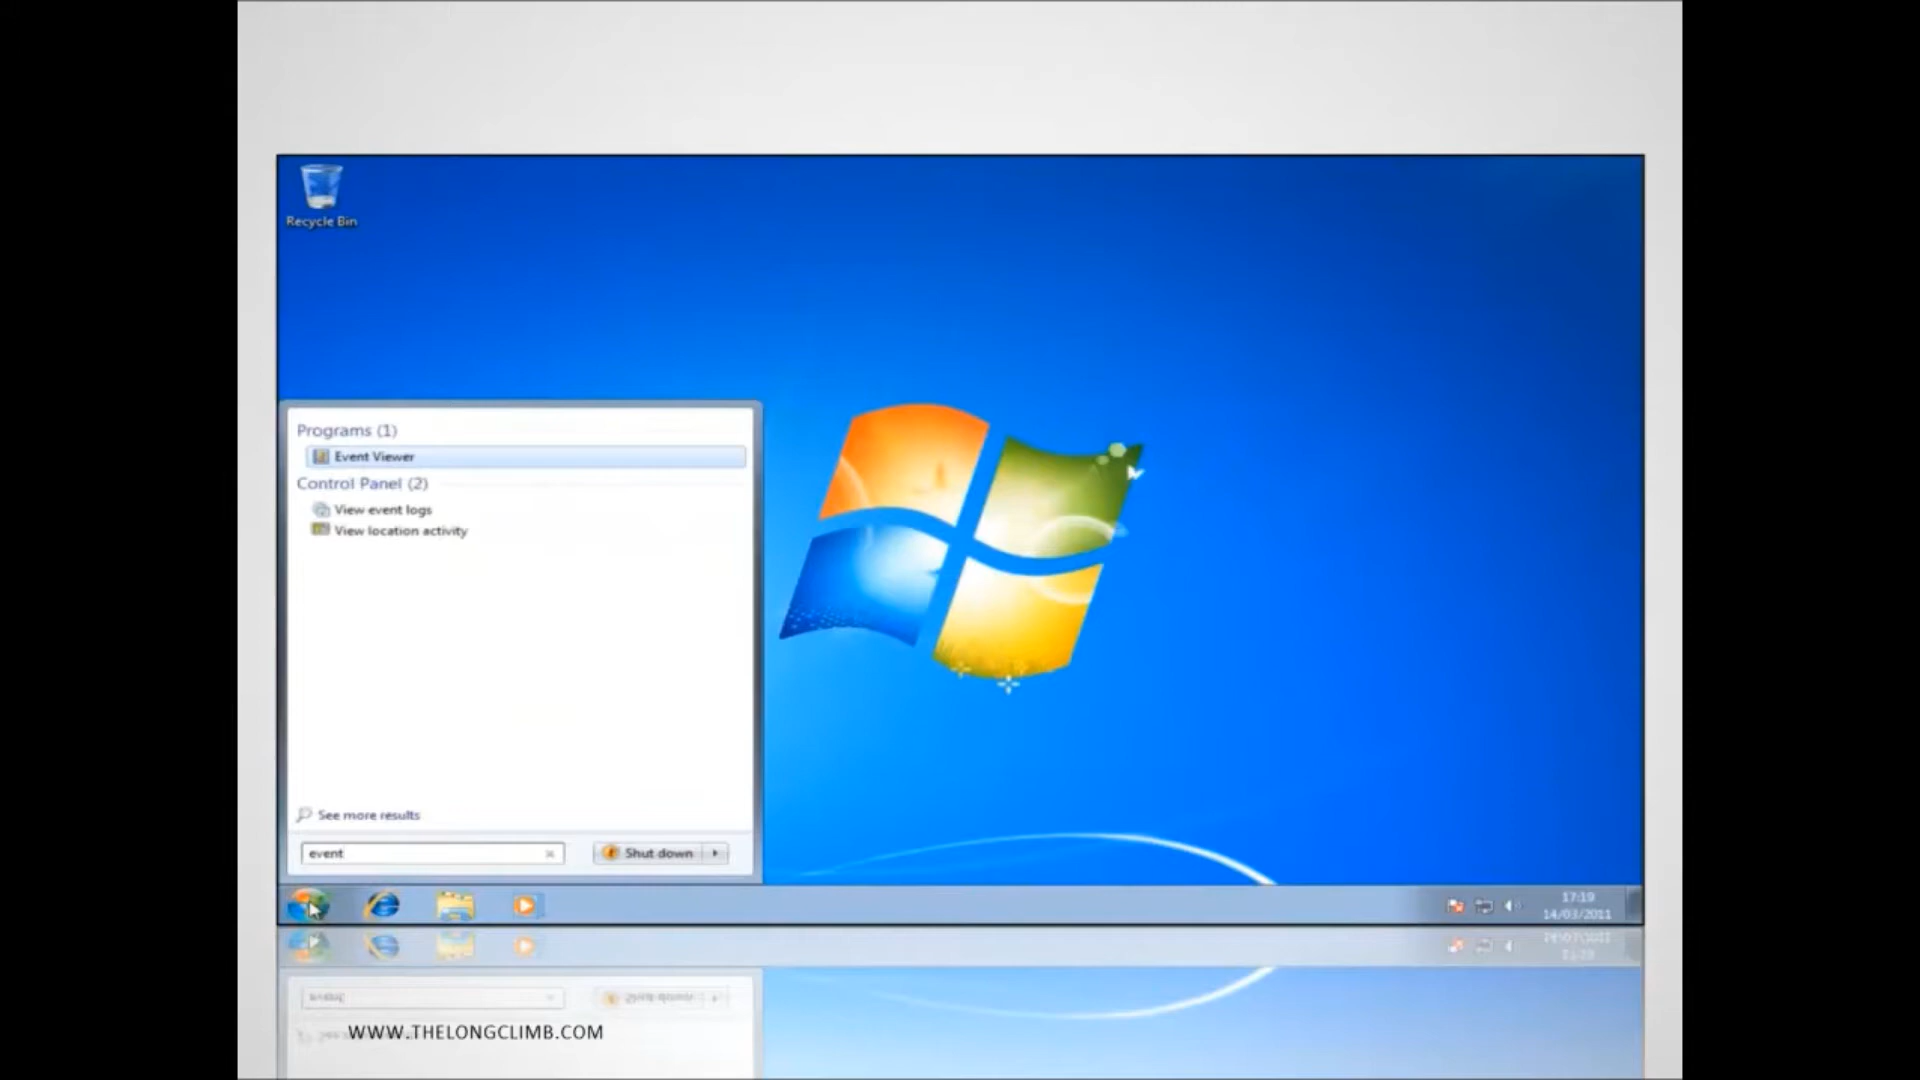 Recycle Bin
Programs (1)
Event Viewer
Control Panel (2)
View event logs
View location activity
See more results
event
Shut down
17:19
14/03/2011
WWW.THELONGCLIMB.COM